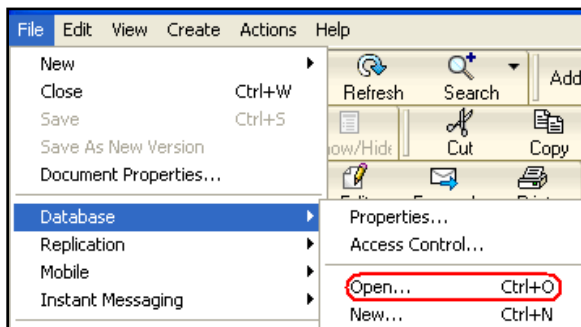 File Edit View Create Actions Help
New
Close Ctrl+W
Save Ctrl+S
Save As New Version
Document Properties...
Database
Replication
Mobile
Instant Messaging
Refresh Search Add
Cut Copy
Properties...
Access Control...
Open... Ctrl+O
New... Ctrl+N